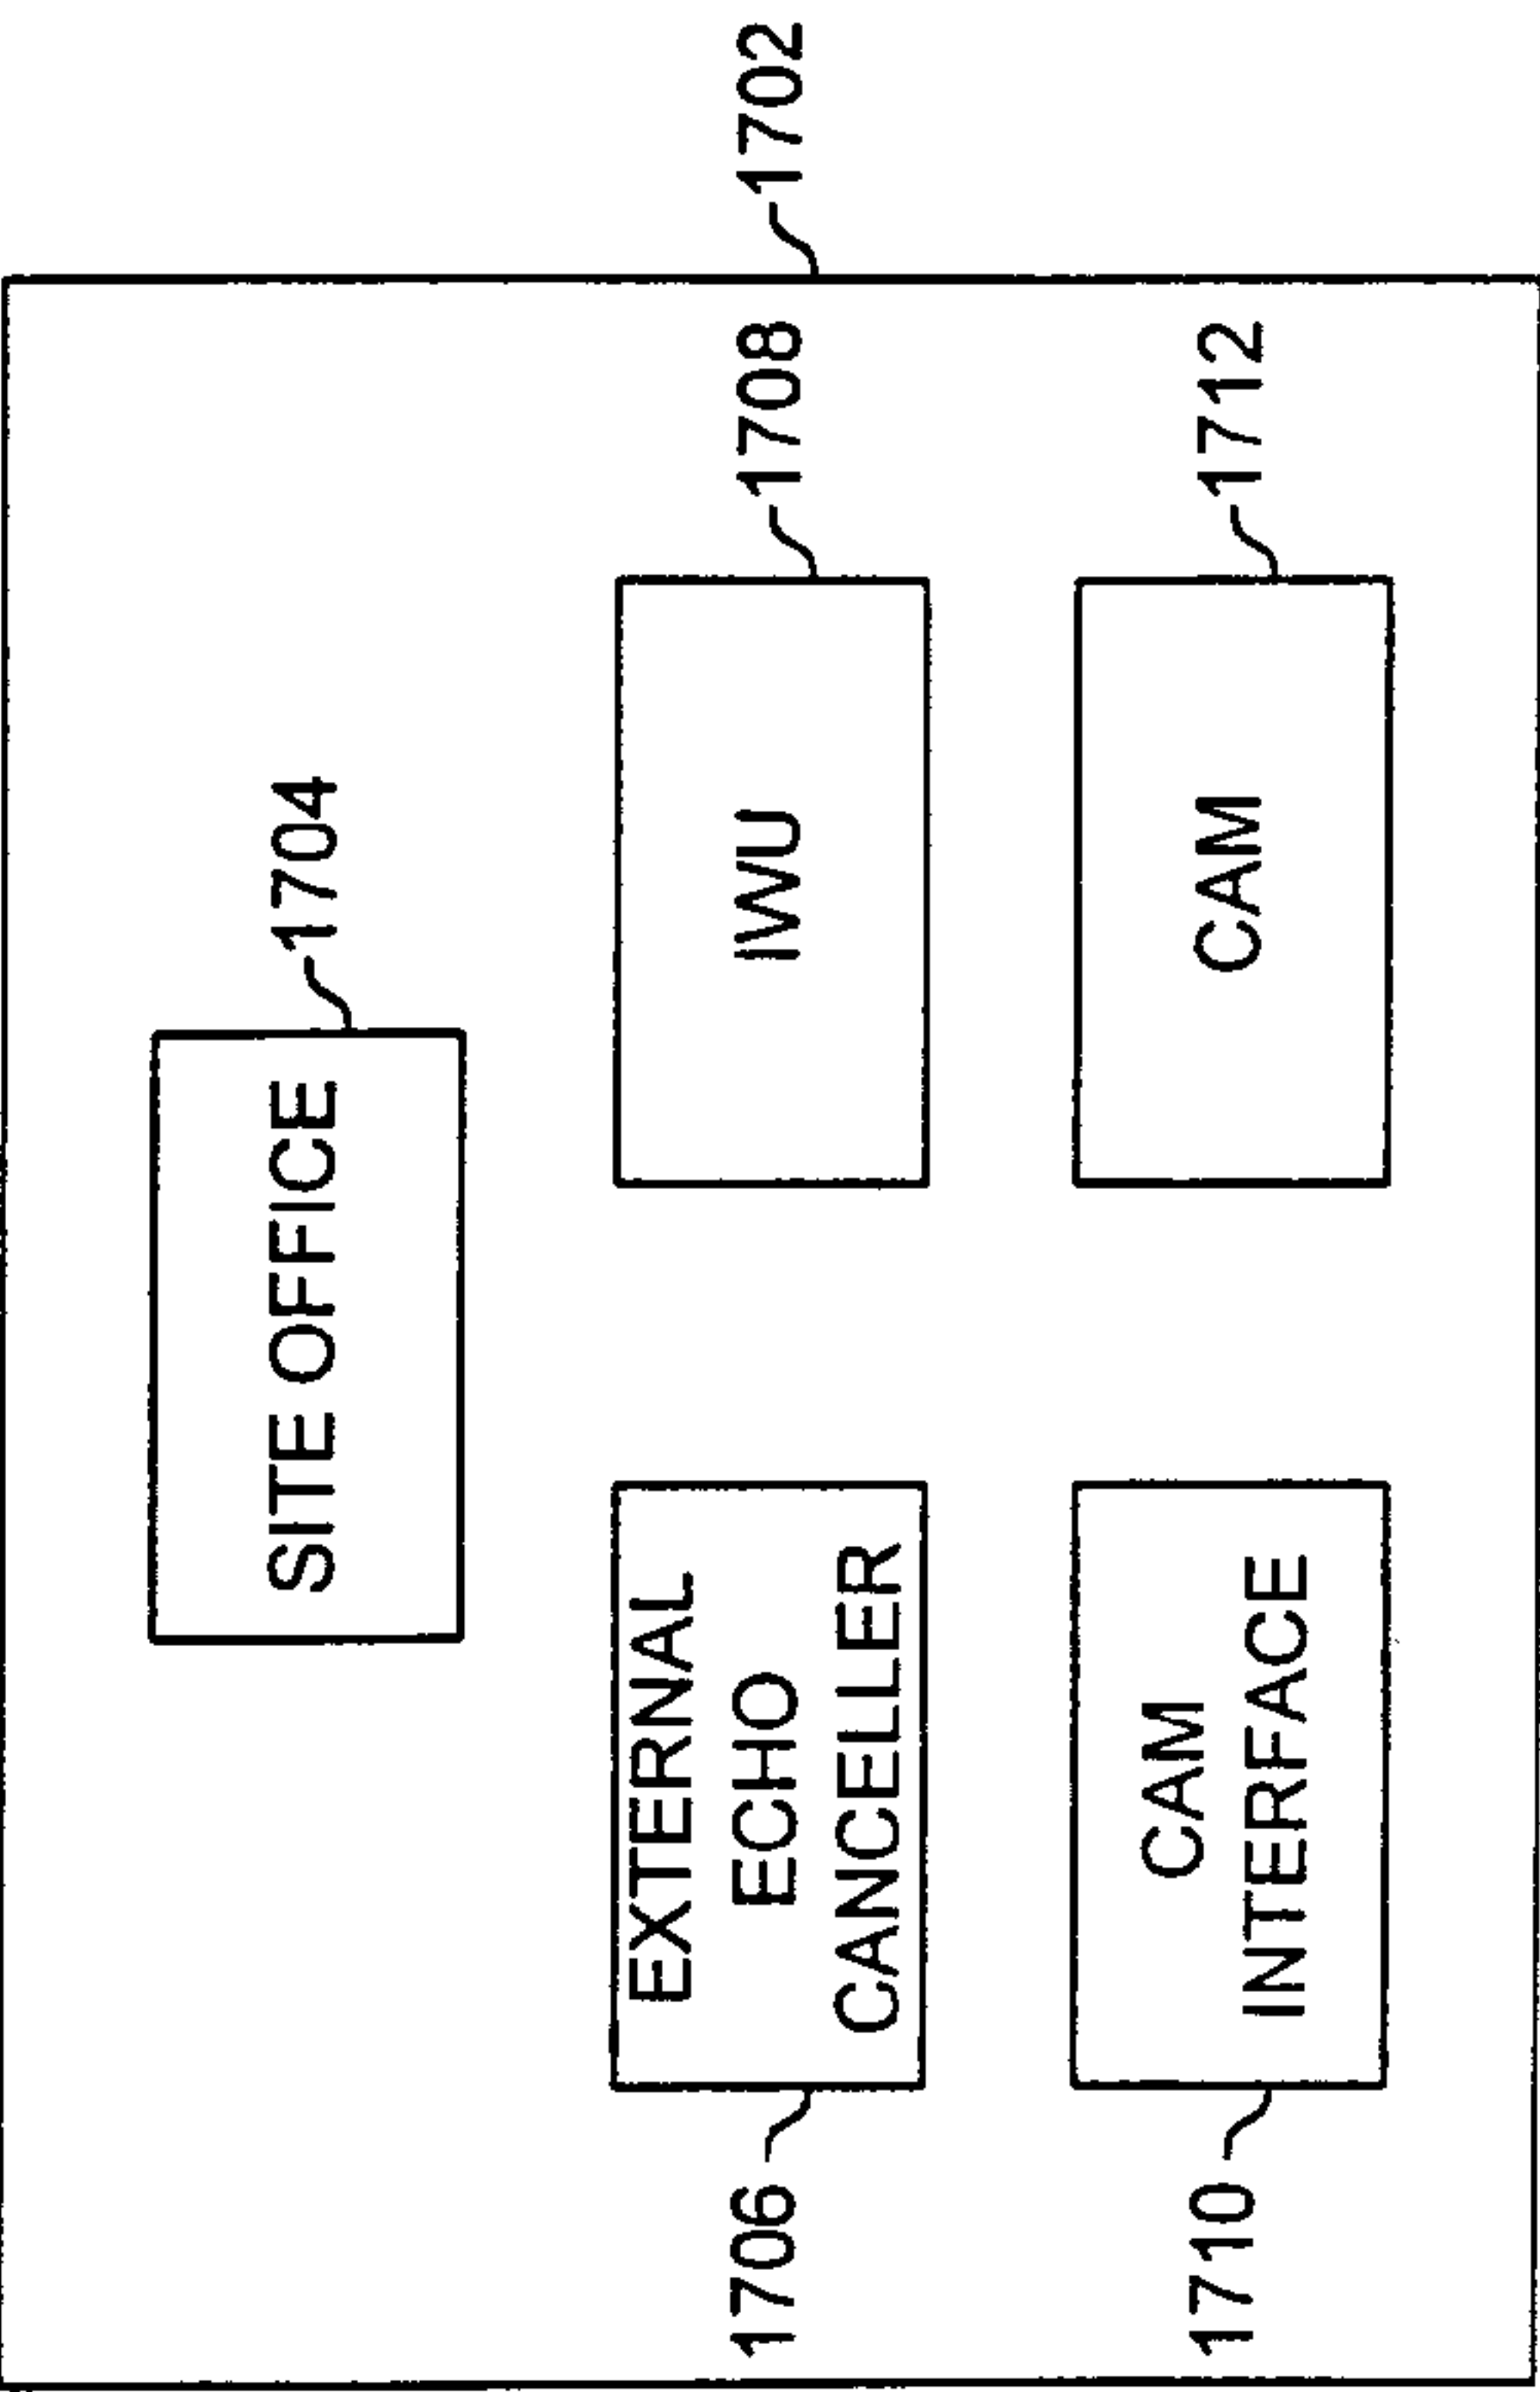 SITE OFFICE
1704
1702
EXTERNAL
ECHO
CANCELLER
1706
IWU
1708
CAM
INTERFACE
1710
CAM
1712